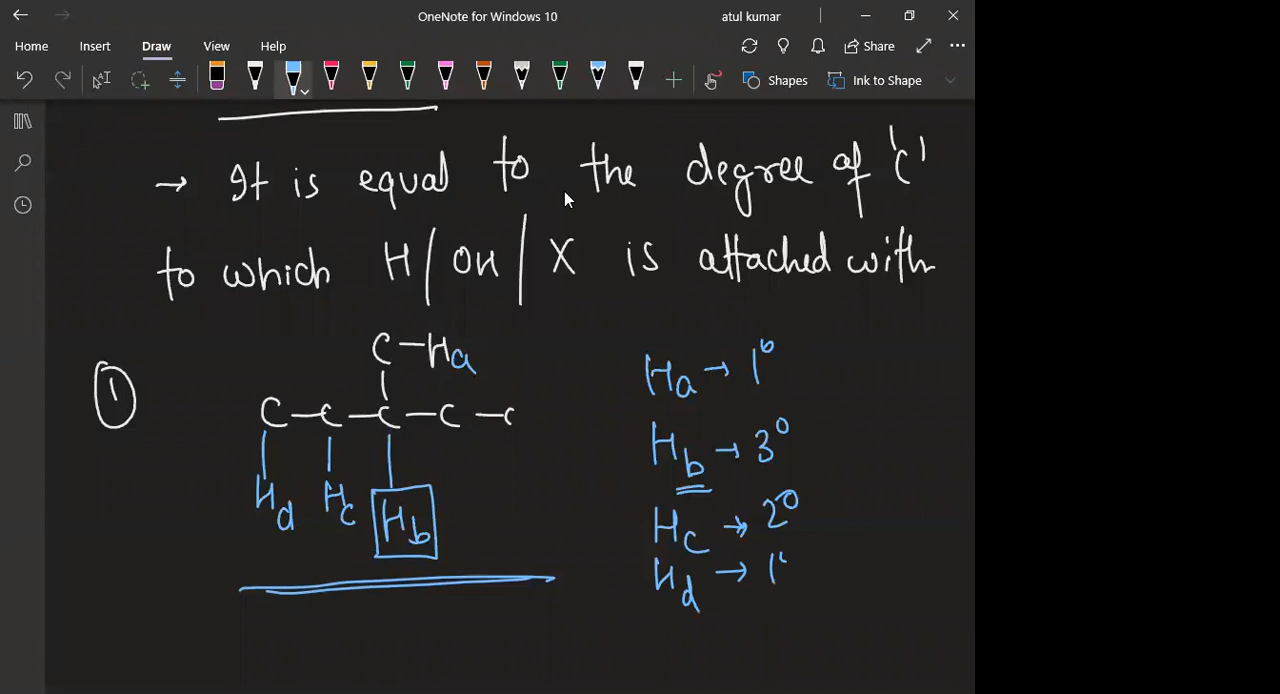 OneNote for Windows 10
atul kumar
Home Insert Draw View Help
Share
Shapes
Ink to Shape
→ It is equal to the degree of 'C'
to which H/OH/X is attached with
①
C-Ha
C-C-C-C-C
Hd Hc Hb
Ha → 1°
Hb → 3°
Hc → 2°
Hd → 1°